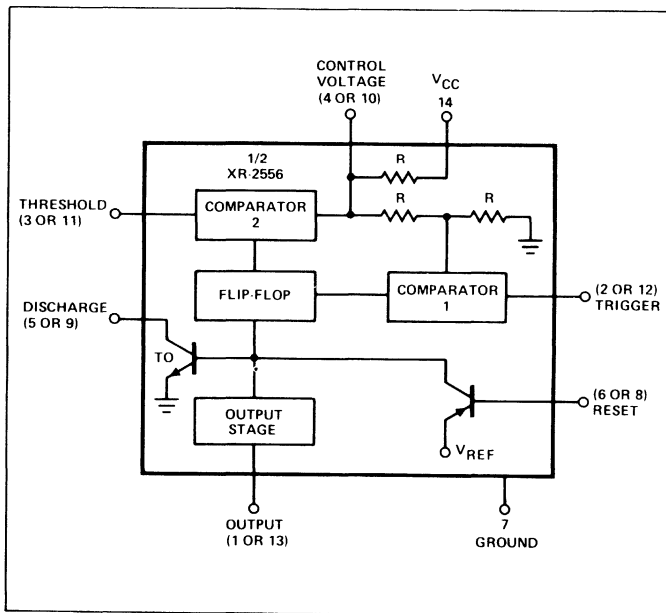 CONTROL
VOLTAGE
(4 OR 10)
VCC
14
1/2
XR-2556
R
THRESHOLD
(3 OR 11)
COMPARATOR
2
R
R
DISCHARGE
(5 OR 9)
FLIP-FLOP
COMPARATOR
1
(2 OR 12)
TRIGGER
TO
OUTPUT
STAGE
(6 OR 8)
RESET
VREF
OUTPUT
(1 OR 13)
7
GROUND